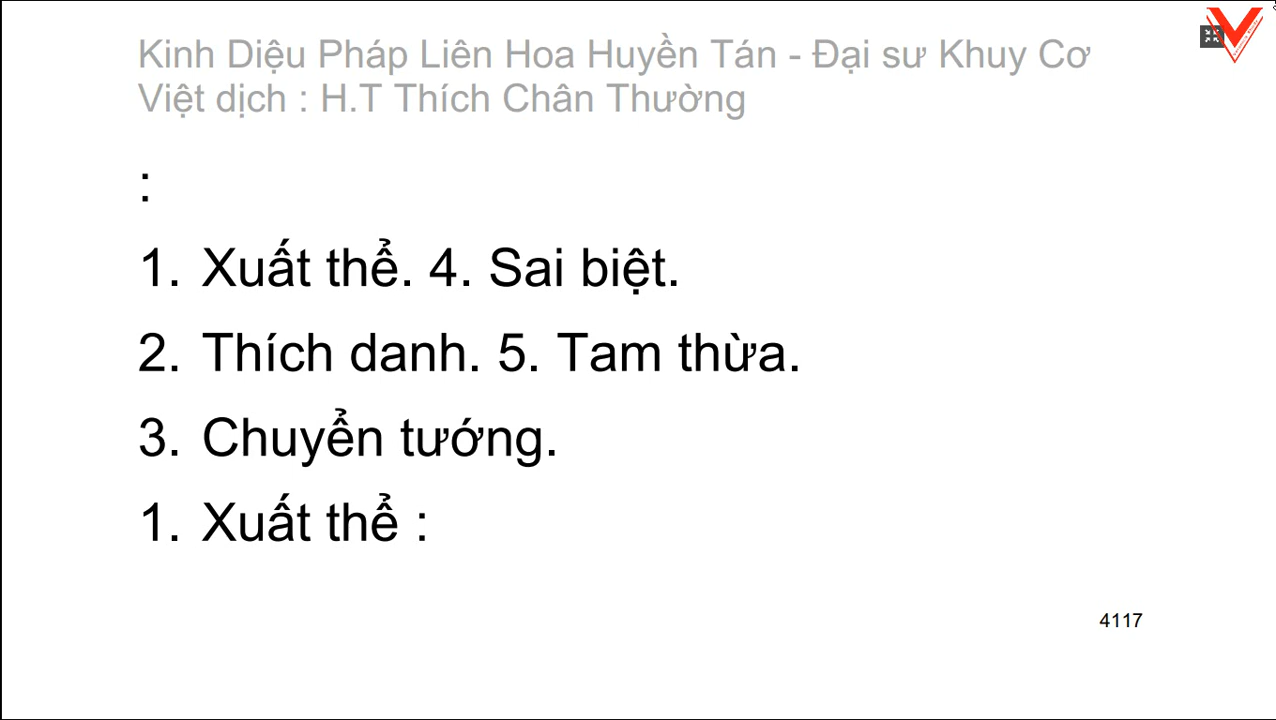 Kinh Diệu Pháp Liên Hoa Huyền Tán - Đại sư Khuy Cơ
Việt dịch : H.T Thích Chân Thường
:
1. Xuất thể. 4. Sai biệt.
2. Thích danh. 5. Tam thừa.
3. Chuyển tướng.
1. Xuất thể :
4117